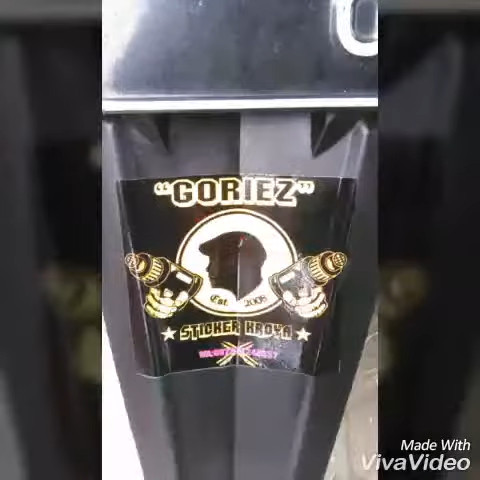 "GORIEZ"
Est. 2008
STICKER KROYA
Made With
VivaVideo